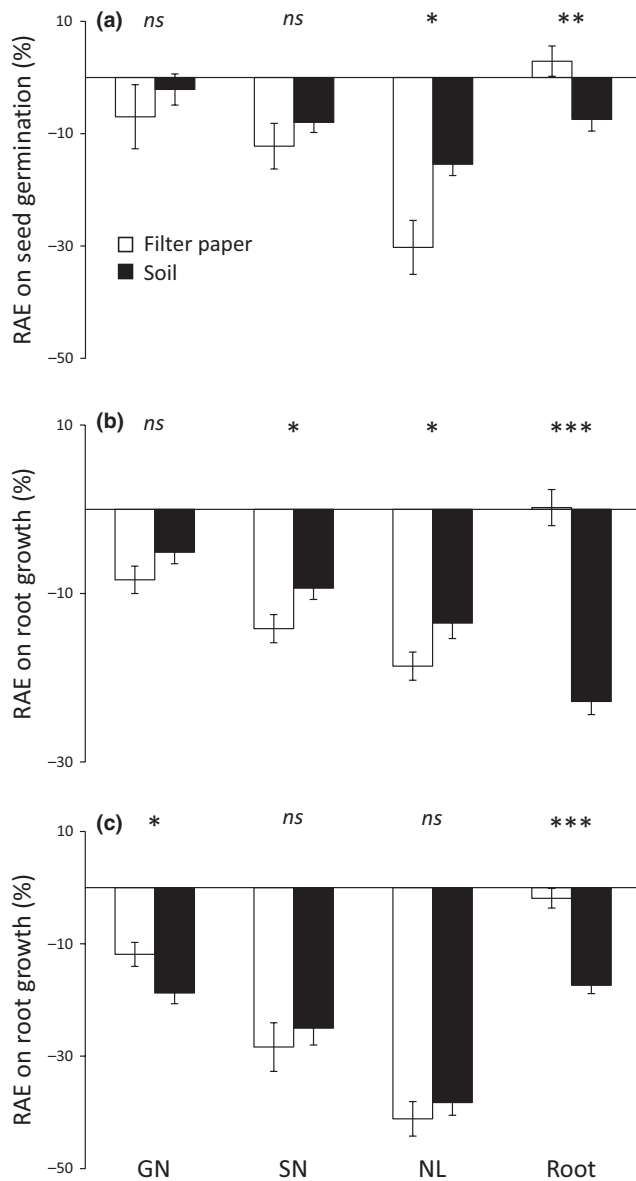 (a) ns ns * **
10
−10
−30
−50
RAE on seed germination (%)
Filter paper
Soil
(b) ns * * ***
10
−10
−30
RAE on root growth (%)
(c) * ns ns ***
10
−10
−30
−50
RAE on root growth (%)
GN SN NL Root